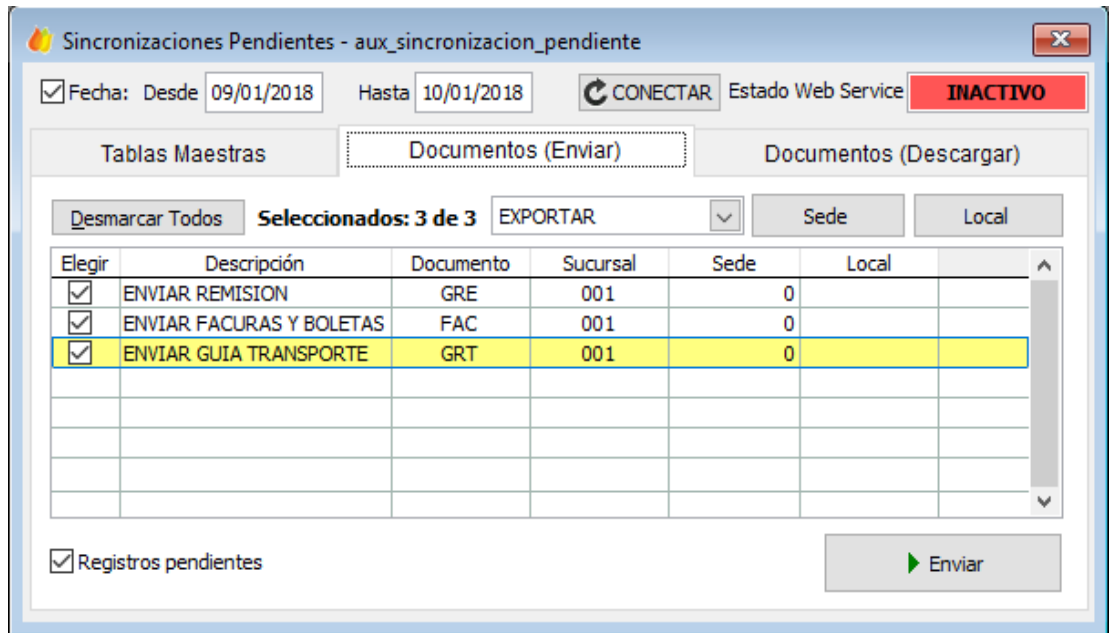 Sincronizaciones Pendientes - aux_sincronizacion_pendiente
Fecha: Desde 09/01/2018 Hasta 10/01/2018 CONECTAR Estado Web Service INACTIVO
Tablas Maestras Documentos (Enviar) Documentos (Descargar)
Desmarcar Todos Seleccionados: 3 de 3 EXPORTAR Sede Local
Elegir Descripción Documento Sucursal Sede Local
ENVIAR REMISION GRE 001 0
ENVIAR FACURAS Y BOLETAS FAC 001 0
ENVIAR GUIA TRANSPORTE GRT 001 0
Registros pendientes Enviar